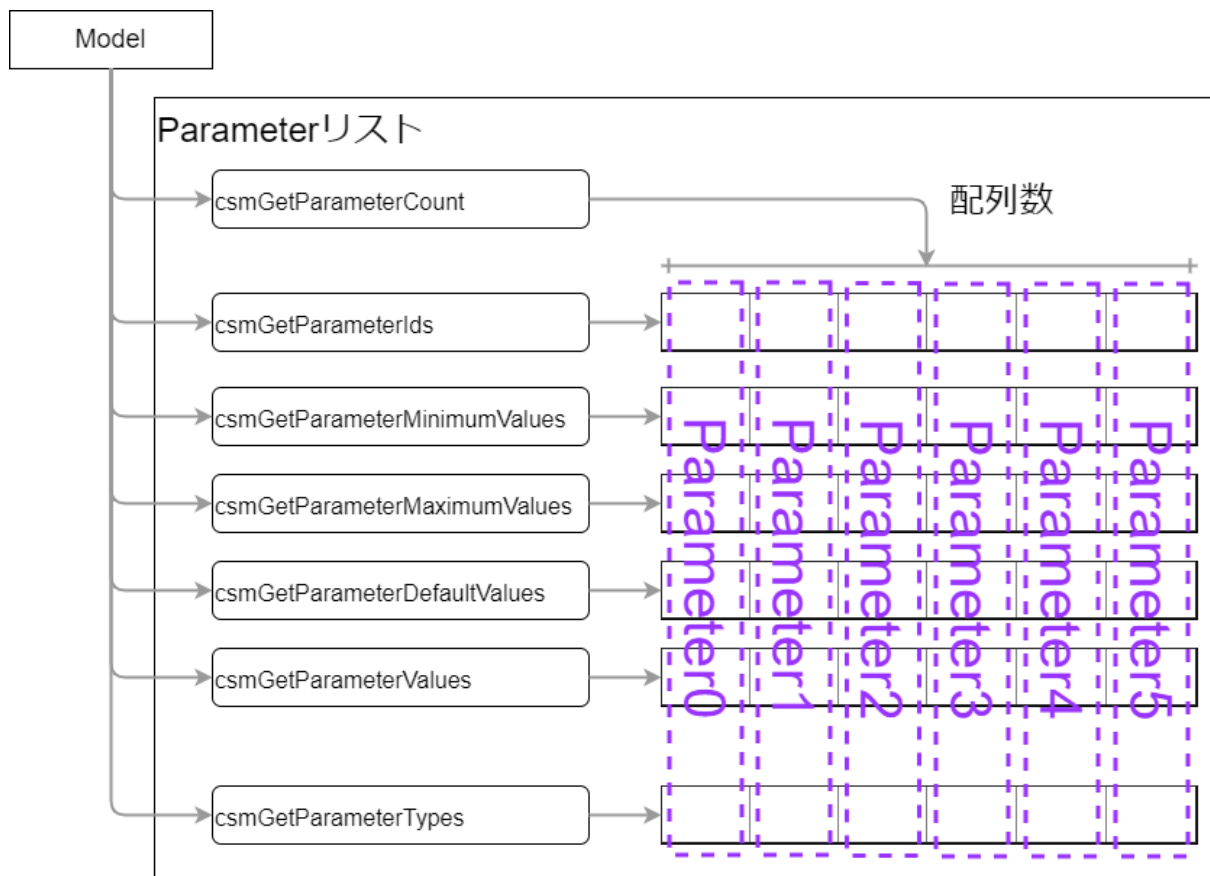 Model
Parameterリスト
csmGetParameterCount
配列数
csmGetParameterIds
csmGetParameterMinimumValues
csmGetParameterMaximumValues
csmGetParameterDefaultValues
csmGetParameterValues
csmGetParameterTypes
Parameter0
Parameter1
Parameter2
Parameter3
Parameter4
Parameter5